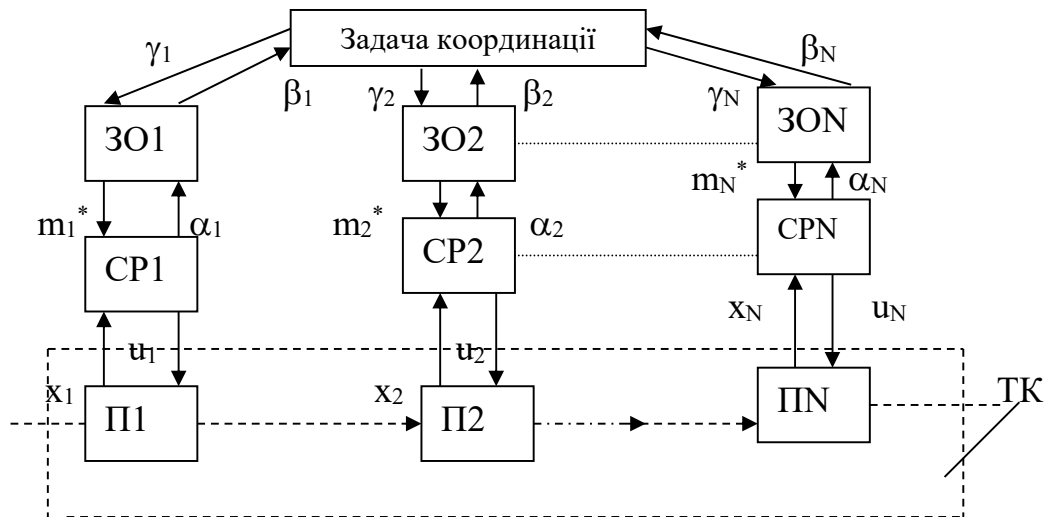 Задача координації
γ1
β1
γ2
β2
γN
βN
ЗО1
ЗО2
ЗОN
m1*
α1
m2*
α2
mN*
αN
СР1
СР2
СРN
u1
u2
xN
uN
x1
x2
ТК
П1
П2
ПN